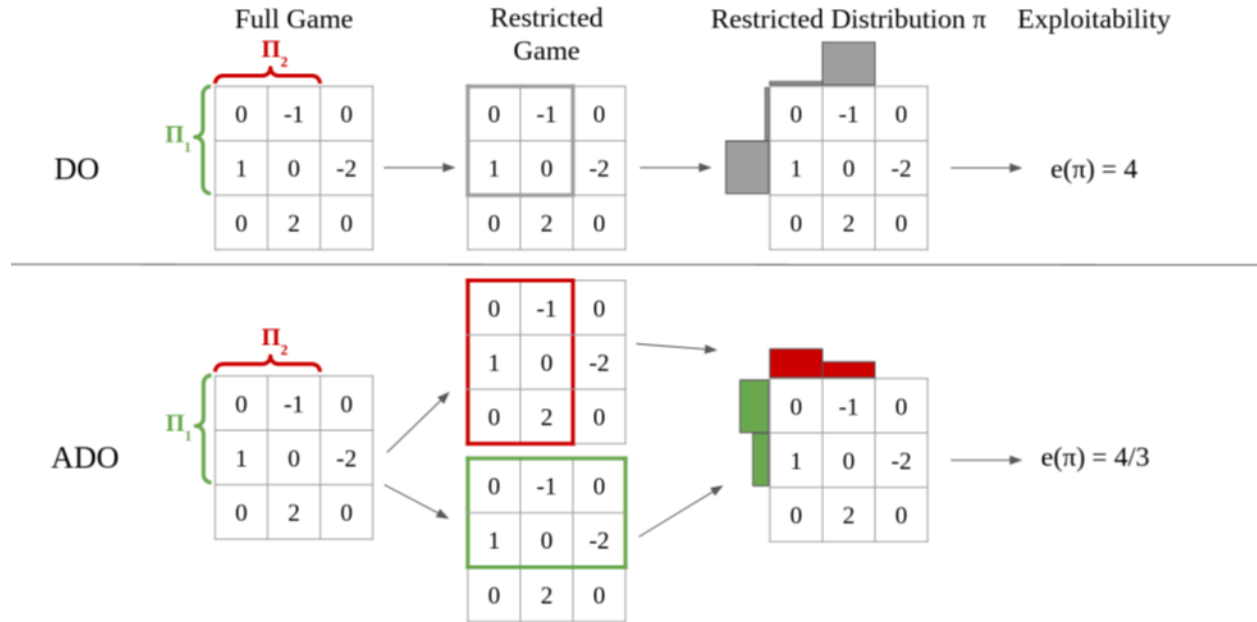 Full Game
Restricted
Game
Restricted Distribution π
Exploitability
Π₂
Π₁
DO
0 -1 0
1 0 -2
0 2 0
0 -1 0
1 0 -2
0 2 0
0 -1 0
1 0 -2
0 2 0
e(π) = 4
Π₂
Π₁
ADO
0 -1 0
1 0 -2
0 2 0
0 -1 0
1 0 -2
0 2 0
0 -1 0
1 0 -2
0 2 0
0 -1 0
1 0 -2
0 2 0
e(π) = 4/3